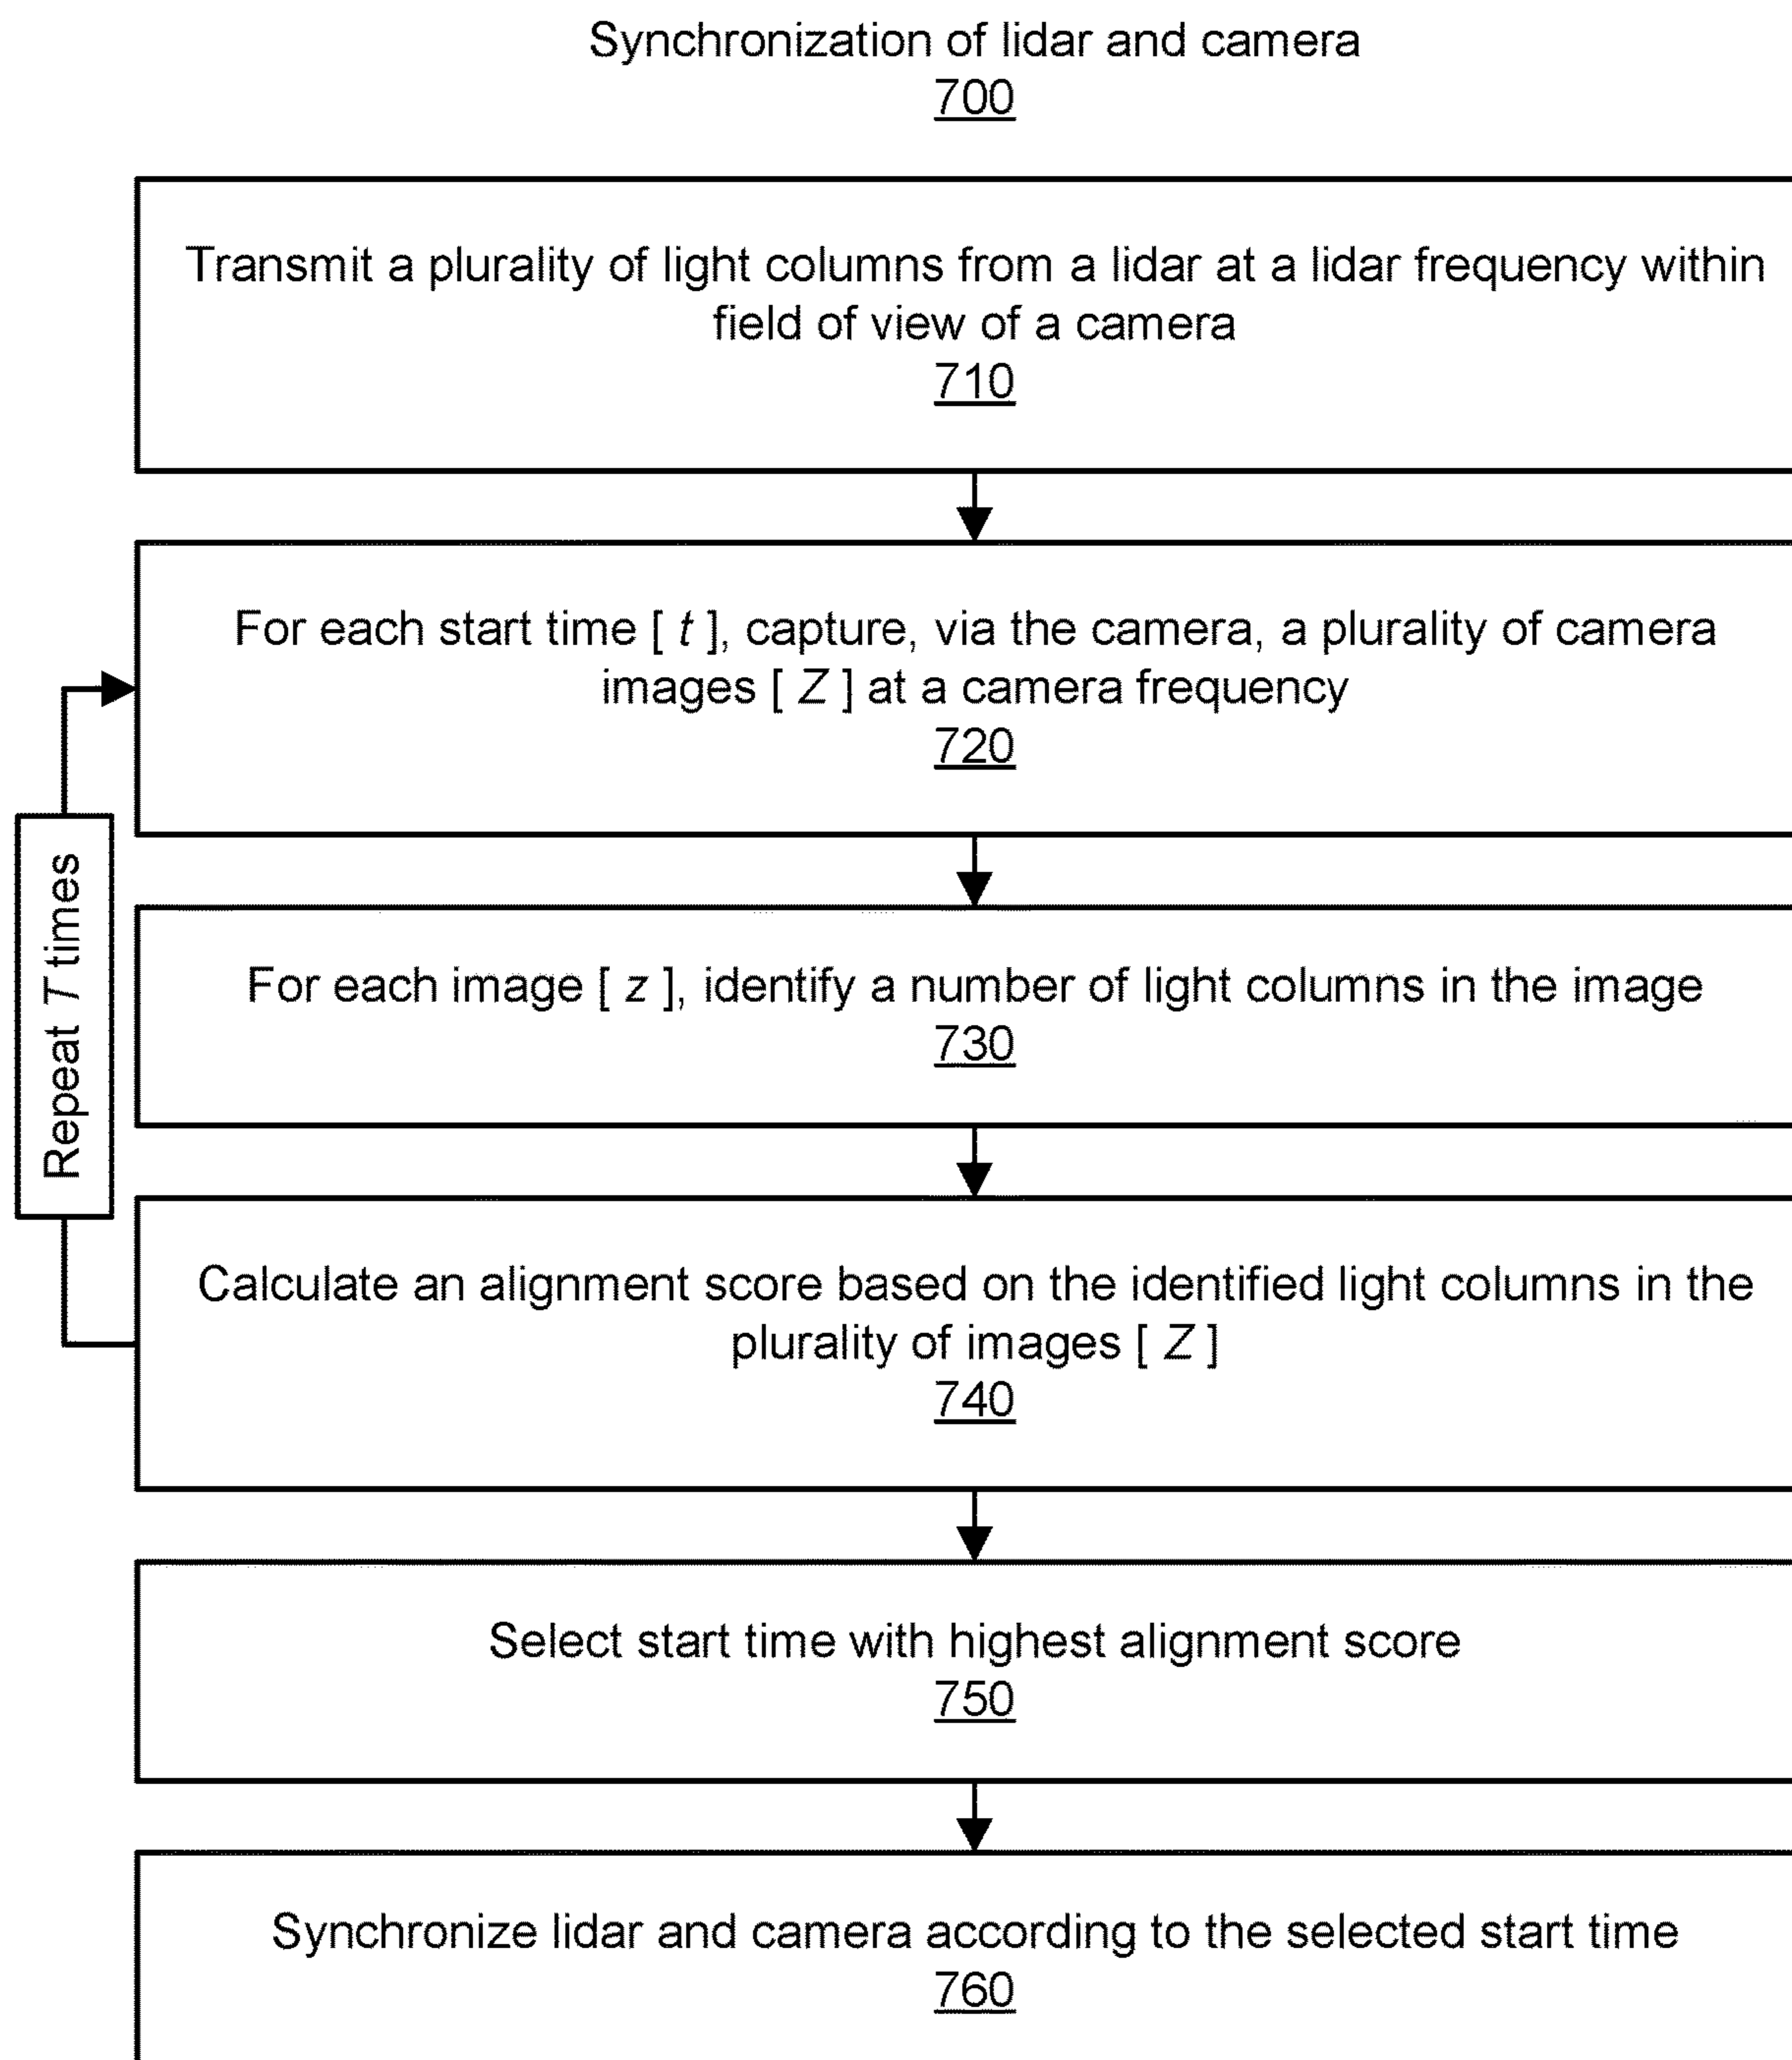 Synchronization of lidar and camera
700
Transmit a plurality of light columns from a lidar at a lidar frequency within
field of view of a camera
710
For each start time [ t ], capture, via the camera, a plurality of camera
images [ Z ] at a camera frequency
720
Repeat T times
For each image [ z ], identify a number of light columns in the image
730
Calculate an alignment score based on the identified light columns in the
plurality of images [ Z ]
740
Select start time with highest alignment score
750
Synchronize lidar and camera according to the selected start time
760